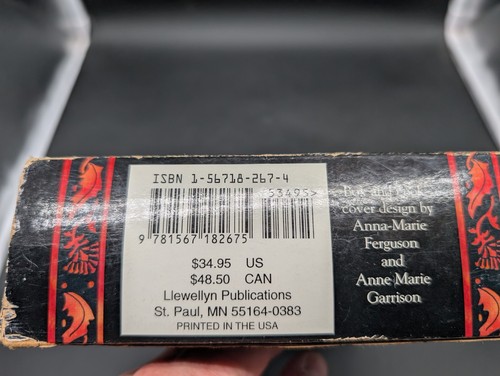 ISBN 1-56718-267-4
53495>
9 781567 182675
$34.95 US
$48.50 CAN
Llewellyn Publications
St. Paul, MN 55164-0383
PRINTED IN THE USA
cover design by
Anna-Marie
Ferguson
and
Anne Marie
Garrison